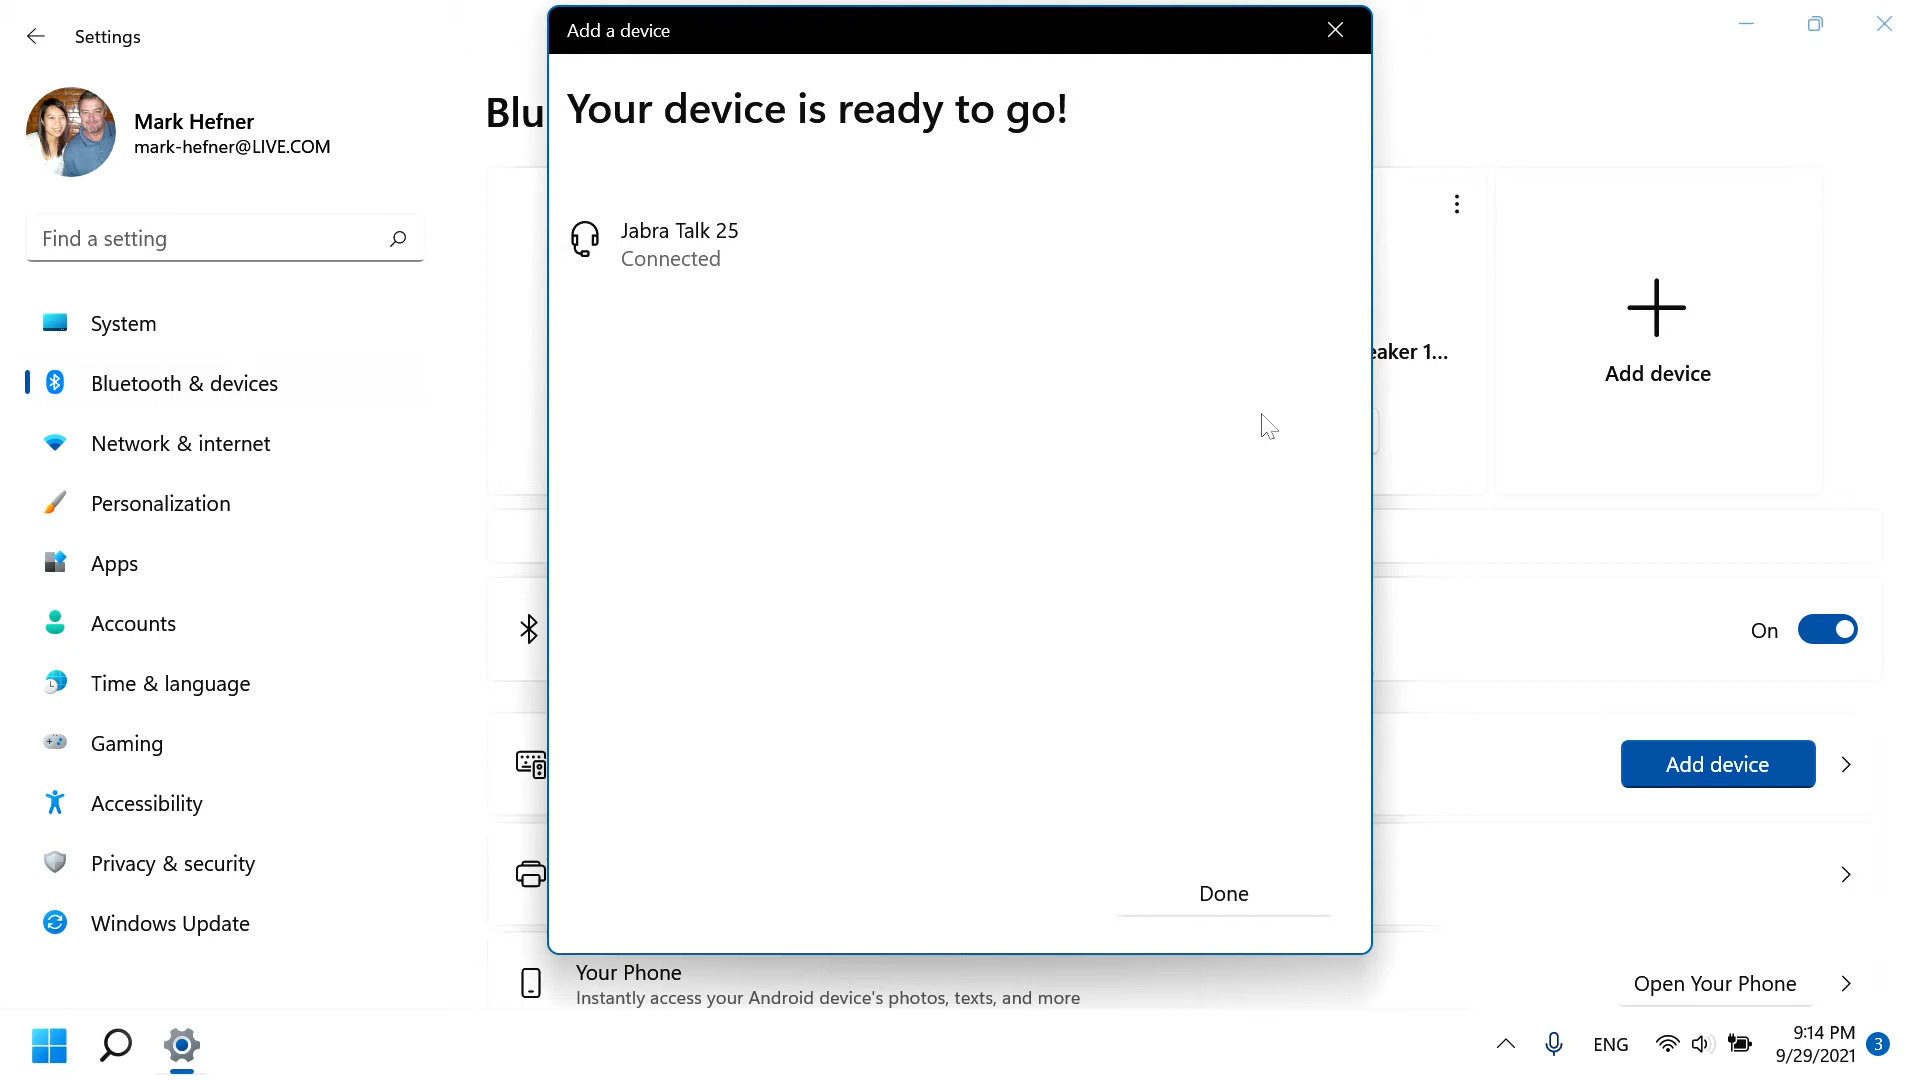 Settings
Mark Hefner
mark-hefner@LIVE.COM
Find a setting
System
Bluetooth & devices
Network & internet
Personalization
Apps
Accounts
Time & language
Gaming
Accessibility
Privacy & security
Windows Update
Blu
Add a device
Your device is ready to go!
Jabra Talk 25
Connected
Done
eaker 1...
Add device
On
Add device
Your Phone
Instantly access your Android device's photos, texts, and more
Open Your Phone
ENG
9:14 PM
9/29/2021
3